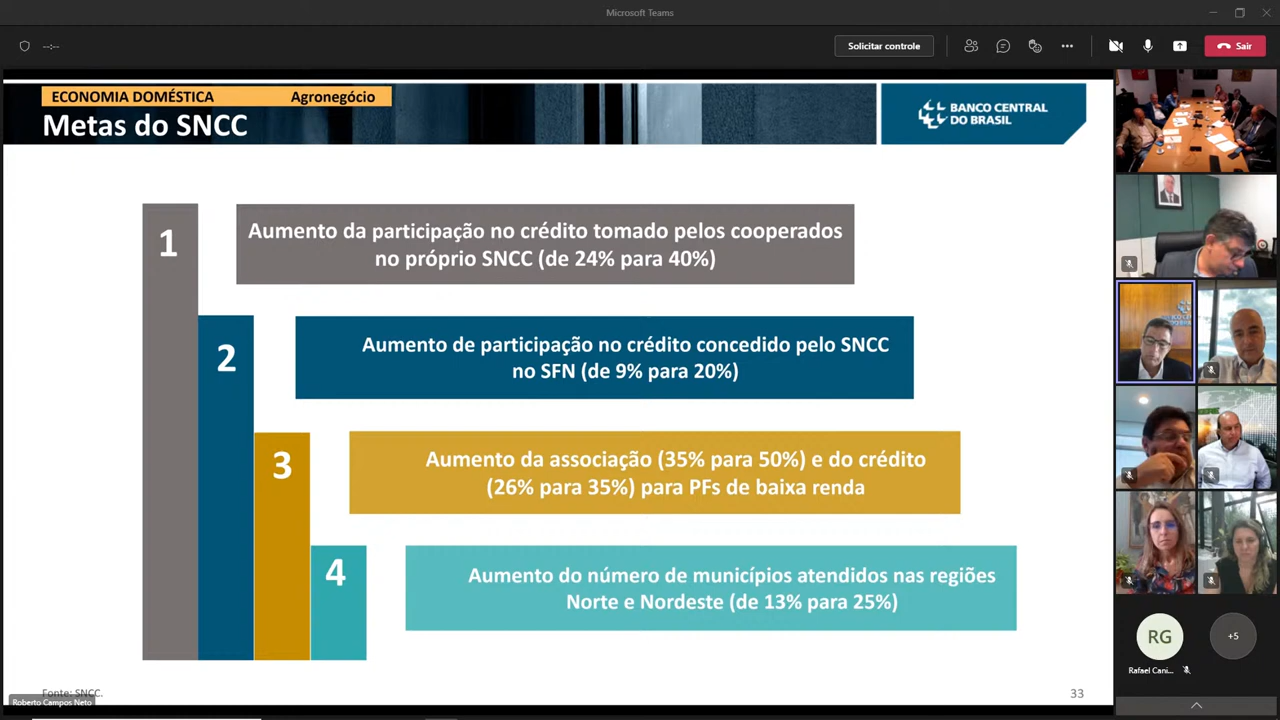 Microsoft Teams
--:--
Solicitar controle
Sair
ECONOMIA DOMÉSTICA Agronegócio
Metas do SNCC
BANCO CENTRAL
DO BRASIL
1
Aumento da participação no crédito tomado pelos cooperados
no próprio SNCC (de 24% para 40%)
2
Aumento de participação no crédito concedido pelo SNCC
no SFN (de 9% para 20%)
3
Aumento da associação (35% para 50%) e do crédito
(26% para 35%) para PFs de baixa renda
4
Aumento do número de municípios atendidos nas regiões
Norte e Nordeste (de 13% para 25%)
Fonte: SNCC.
33
Roberto Campos Neto
RG
+5
Rafael Cani...